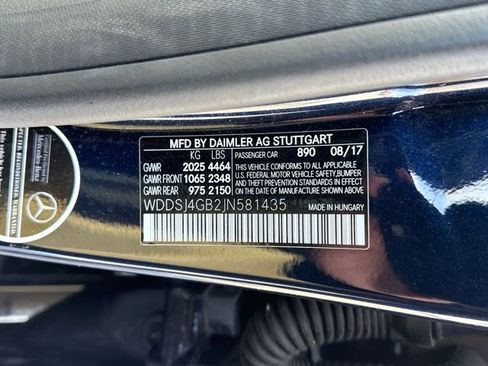 MFD BY DAIMLER AG STUTTGART
KG LBS PASSENGER CAR 890 08/17
GVWR 2025 4464 THIS VEHICLE CONFORMS TO ALL APPLICABLE
GAWR FRONT 1065 2348 U.S. FEDERAL MOTOR VEHICLE SAFETY, BUMPER
GAWR REAR 975 2150 AND THEFT PREVENTION STANDARDS IN
EFFECT ON THE DATE OF MANUFACTURE SHOWN ABOVE
WDDSJ4GB2JN581435 MADE IN HUNGARY
Mercedes-Benz